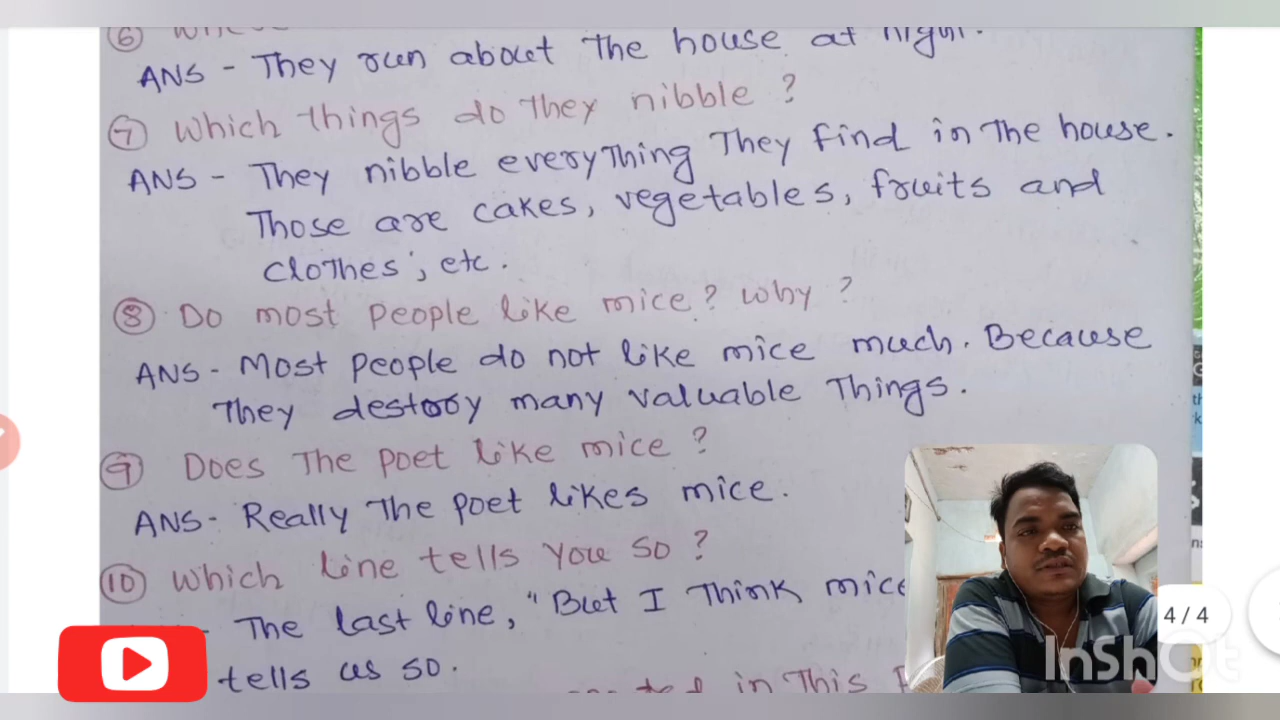 ⑥
ANS - They run about the house at night.
⑦ Which things do they nibble ?
ANS - They nibble everything They find in the house.
Those are cakes, vegetables, fruits and
clothes, etc.
⑧ Do most people like mice? why ?
ANS - Most people do not like mice much. Because
They destroy many valuable Things.
⑨ Does The poet like mice ?
ANS - Really The poet likes mice.
⑩ Which line tells you so ?
The last line, "But I Think mice
tells us so.
in This
4 / 4
InShOt